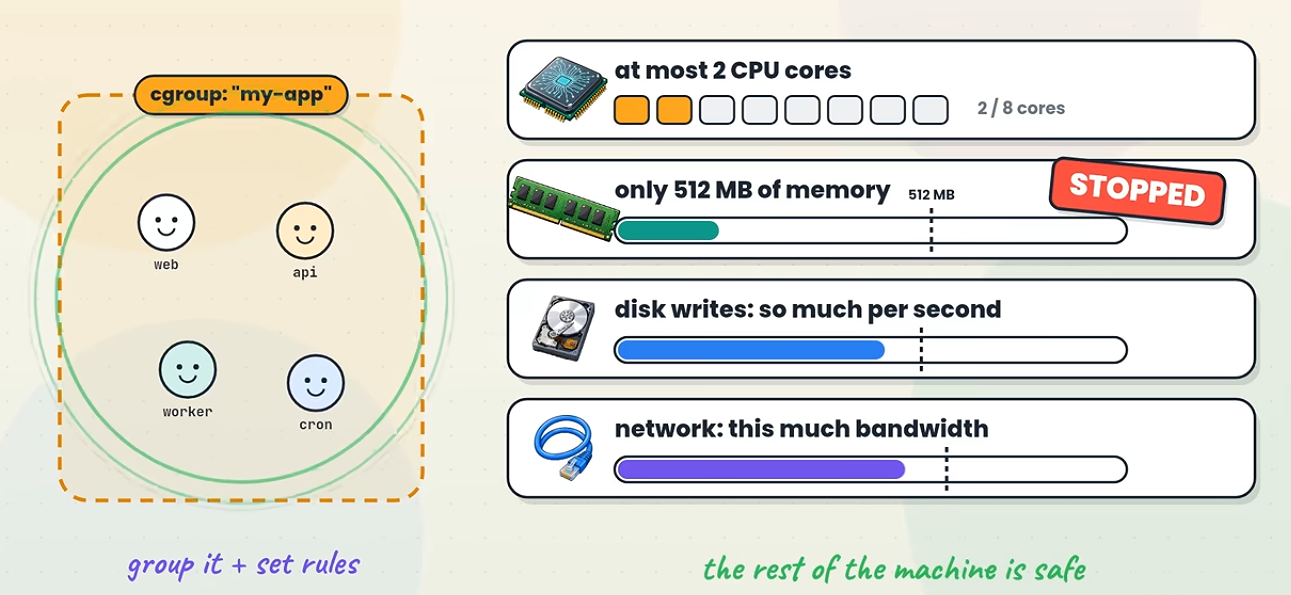 cgroup: "my-app"
web
api
worker
cron
group it + set rules
at most 2 CPU cores
2 / 8 cores
only 512 MB of memory
512 MB
STOPPED
disk writes: so much per second
network: this much bandwidth
the rest of the machine is safe